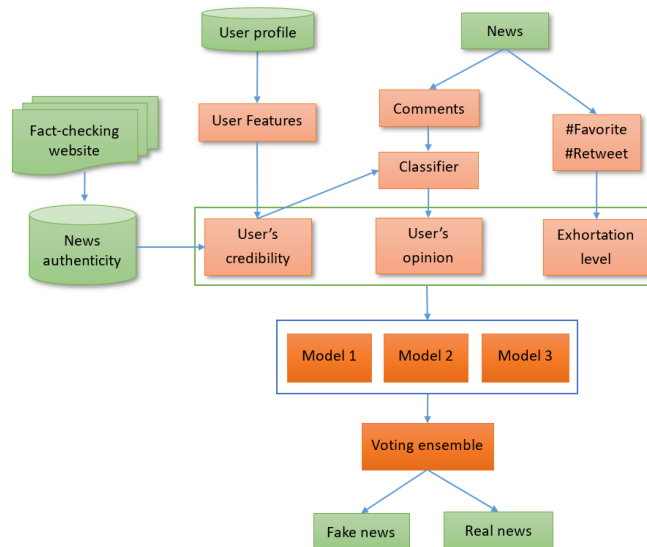 User profile
News
Fact-checking
website
User Features
Comments
#Favorite
#Retweet
Classifier
News
authenticity
User's
credibility
User's
opinion
Exhortation
level
Model 1
Model 2
Model 3
Voting ensemble
Fake news
Real news